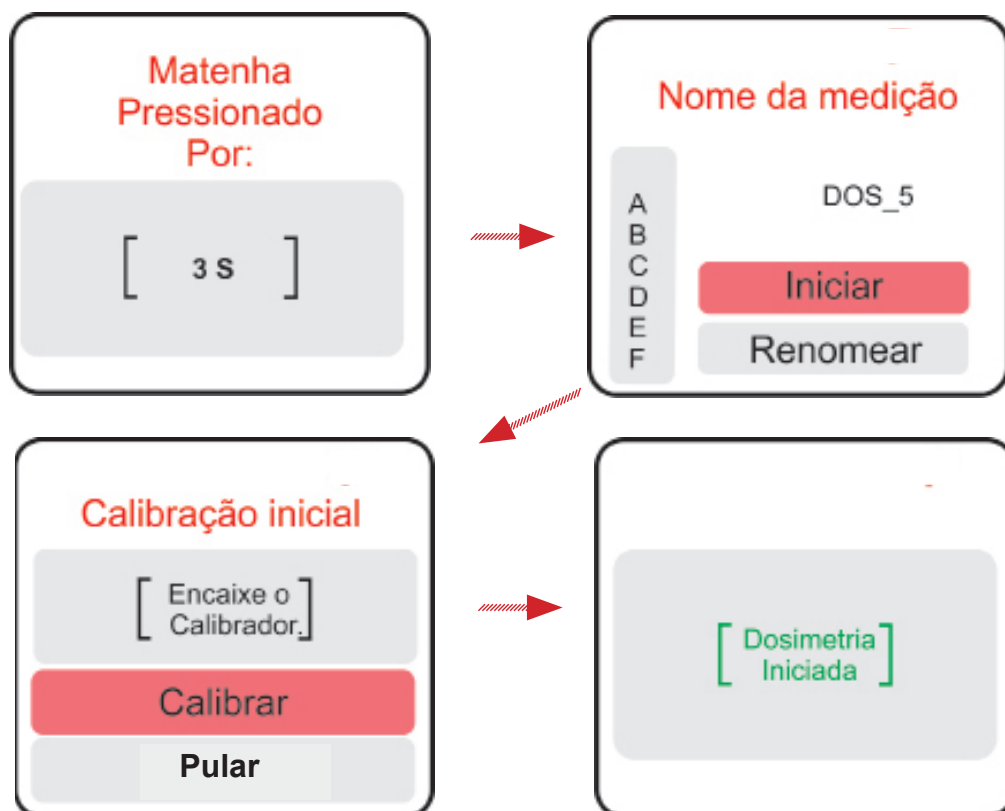 Matenha
Pressionado
Por:
[ 3 S ]
Nome da medição
A
B
C
D
E
F
DOS_5
Iniciar
Renomear
Calibração inicial
[ Encaixe o
Calibrador. ]
Calibrar
Pular
[ Dosimetria
Iniciada ]